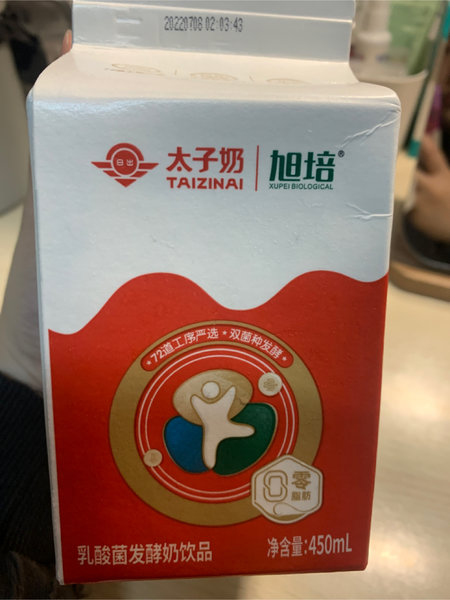 20220706 02:03:43
日出
太子奶
TAIZINAI
旭培®
XUPEI BIOLOGICAL
72道工序严选·双菌种发酵
零
脂肪
乳酸菌发酵奶饮品
净含量:450mL